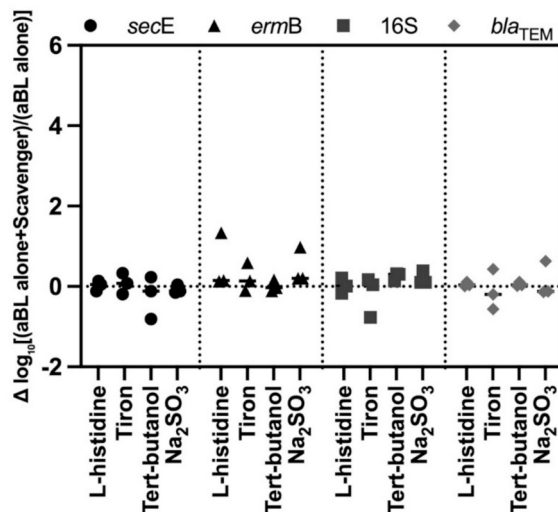 secE ermB 16S blaTEM
Δ log10[(aBL alone+Scavenger)/(aBL alone)]
6
4
2
0
-2
L-histidine
Tiron
Tert-butanol
Na2SO3
L-histidine
Tiron
Tert-butanol
Na2SO3
L-histidine
Tiron
Tert-butanol
Na2SO3
L-histidine
Tiron
Tert-butanol
Na2SO3